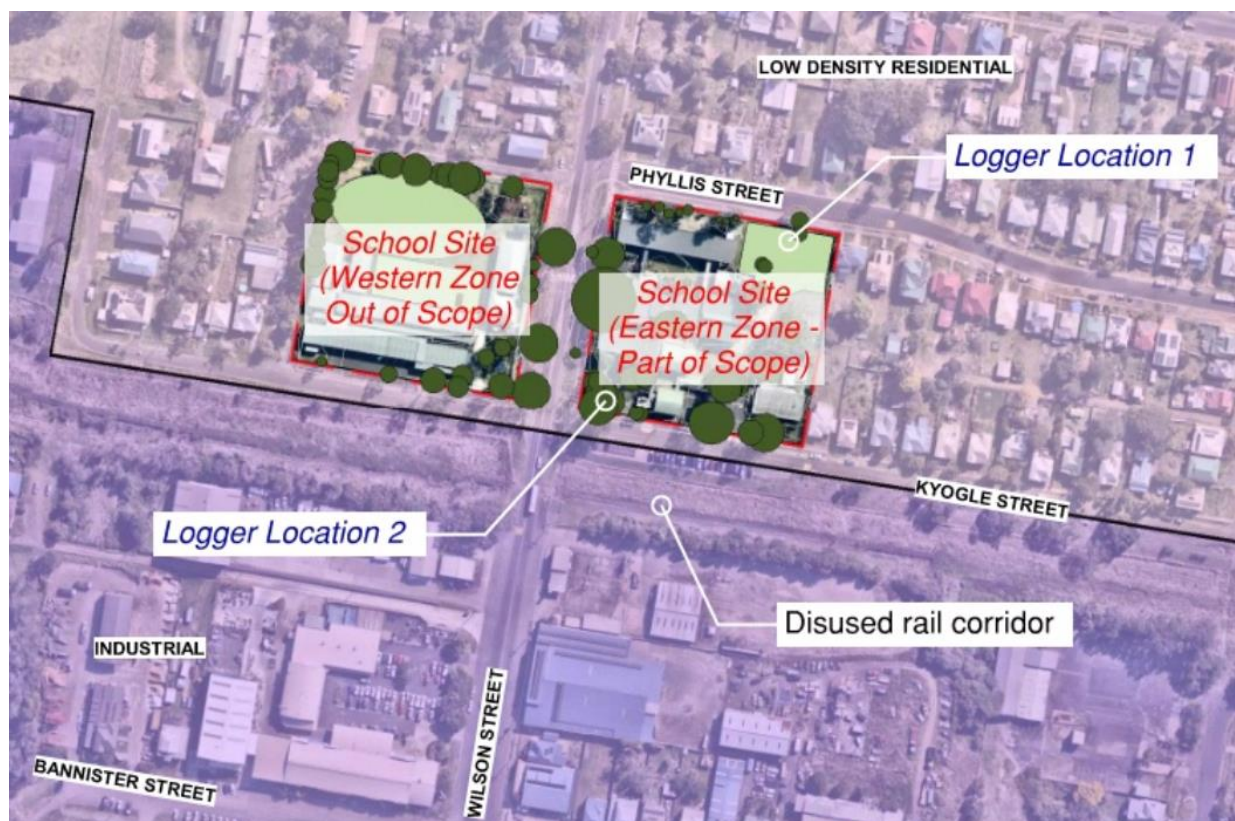 LOW DENSITY RESIDENTIAL
Logger Location 1
PHYLLIS STREET
School Site
(Western Zone
Out of Scope)
School Site
(Eastern Zone -
Part of Scope)
KYOGLE STREET
Logger Location 2
Disused rail corridor
INDUSTRIAL
WILSON STREET
BANNISTER STREET